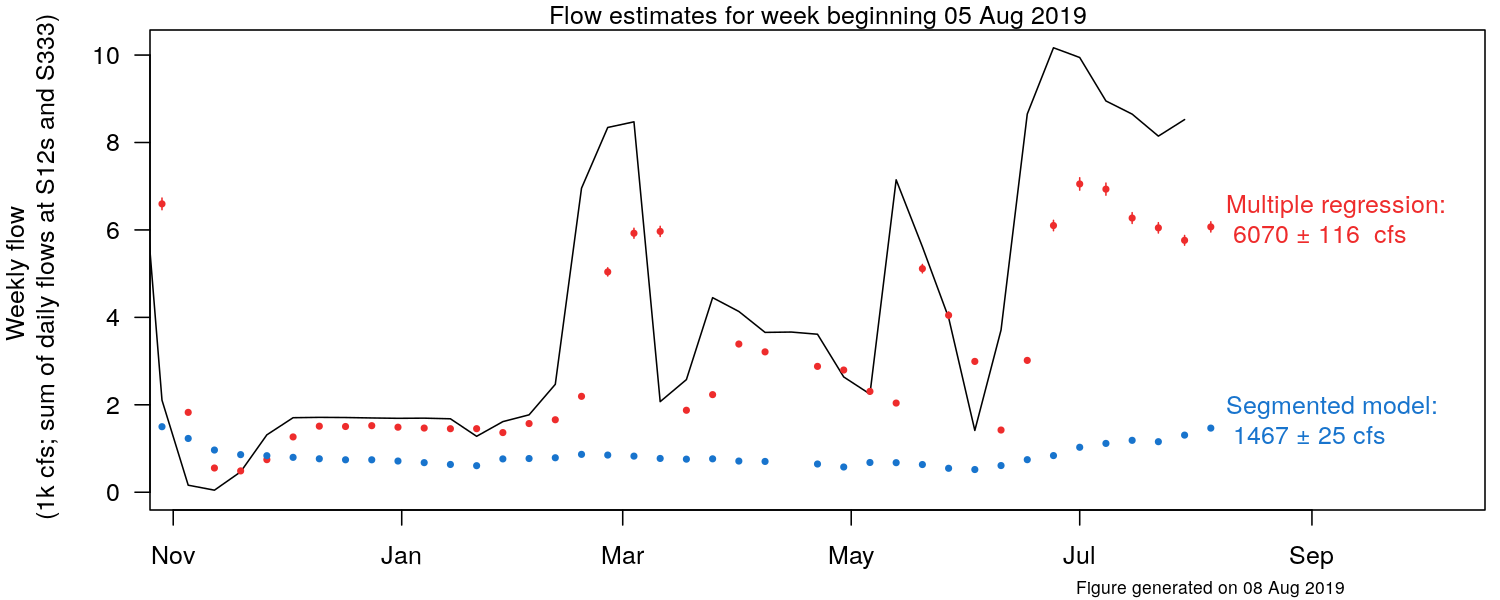 Flow estimates for week beginning 05 Aug 2019
Weekly flow
(1k cfs; sum of daily flows at S12s and S333)
10
8
6
4
2
0
Multiple regression:
6070 ± 116 cfs
Segmented model:
1467 ± 25 cfs
Nov Jan Mar May Jul Sep
Figure generated on 08 Aug 2019